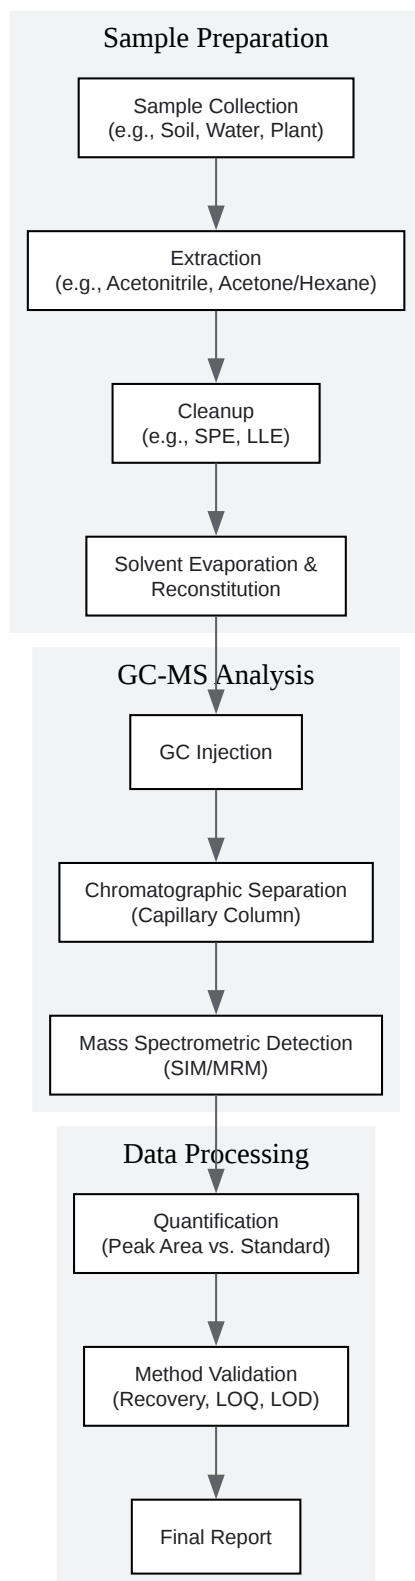 Sample Preparation
Sample Collection
(e.g., Soil, Water, Plant)
Extraction
(e.g., Acetonitrile, Acetone/Hexane)
Cleanup
(e.g., SPE, LLE)
Solvent Evaporation &
Reconstitution
GC-MS Analysis
GC Injection
Chromatographic Separation
(Capillary Column)
Mass Spectrometric Detection
(SIM/MRM)
Data Processing
Quantification
(Peak Area vs. Standard)
Method Validation
(Recovery, LOQ, LOD)
Final Report